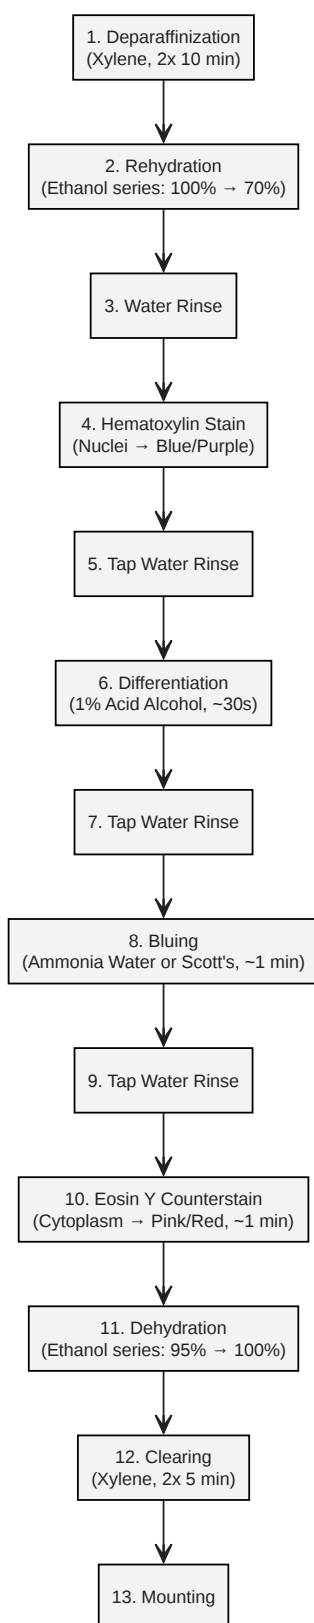 1. Deparaffinization
(Xylene, 2x 10 min)
2. Rehydration
(Ethanol series: 100% → 70%)
3. Water Rinse
4. Hematoxylin Stain
(Nuclei → Blue/Purple)
5. Tap Water Rinse
6. Differentiation
(1% Acid Alcohol, ~30s)
7. Tap Water Rinse
8. Bluing
(Ammonia Water or Scott's, ~1 min)
9. Tap Water Rinse
10. Eosin Y Counterstain
(Cytoplasm → Pink/Red, ~1 min)
11. Dehydration
(Ethanol series: 95% → 100%)
12. Clearing
(Xylene, 2x 5 min)
13. Mounting